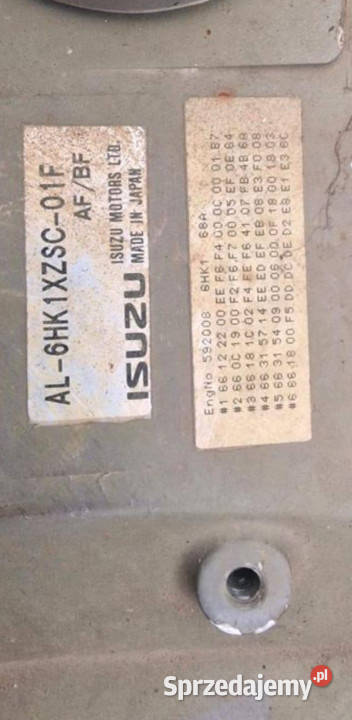 AL-6HK1XZSC-01F
AF/BF
ISUZU
ISUZU MOTORS LTD.
MADE IN JAPAN
EngNo 592008 6HK1 68A
#1 66 12 22 00 EE F6 F4 00 0C 00 01 B7
#2 66 0C 19 00 F2 F6 F7 00 05 EF 0E 84
#3 66 18 1C 02 F4 FE F6 41 07 FB 4B 68
#4 66 31 57 14 EE ED EF EB 08 E3 F0 08
#5 66 31 54 09 00 06 00 0F 18 00 18 03
#6 66 18 00 F5 DD DC DE D2 E8 E1 E3 6C
Sprzedajemy.pl